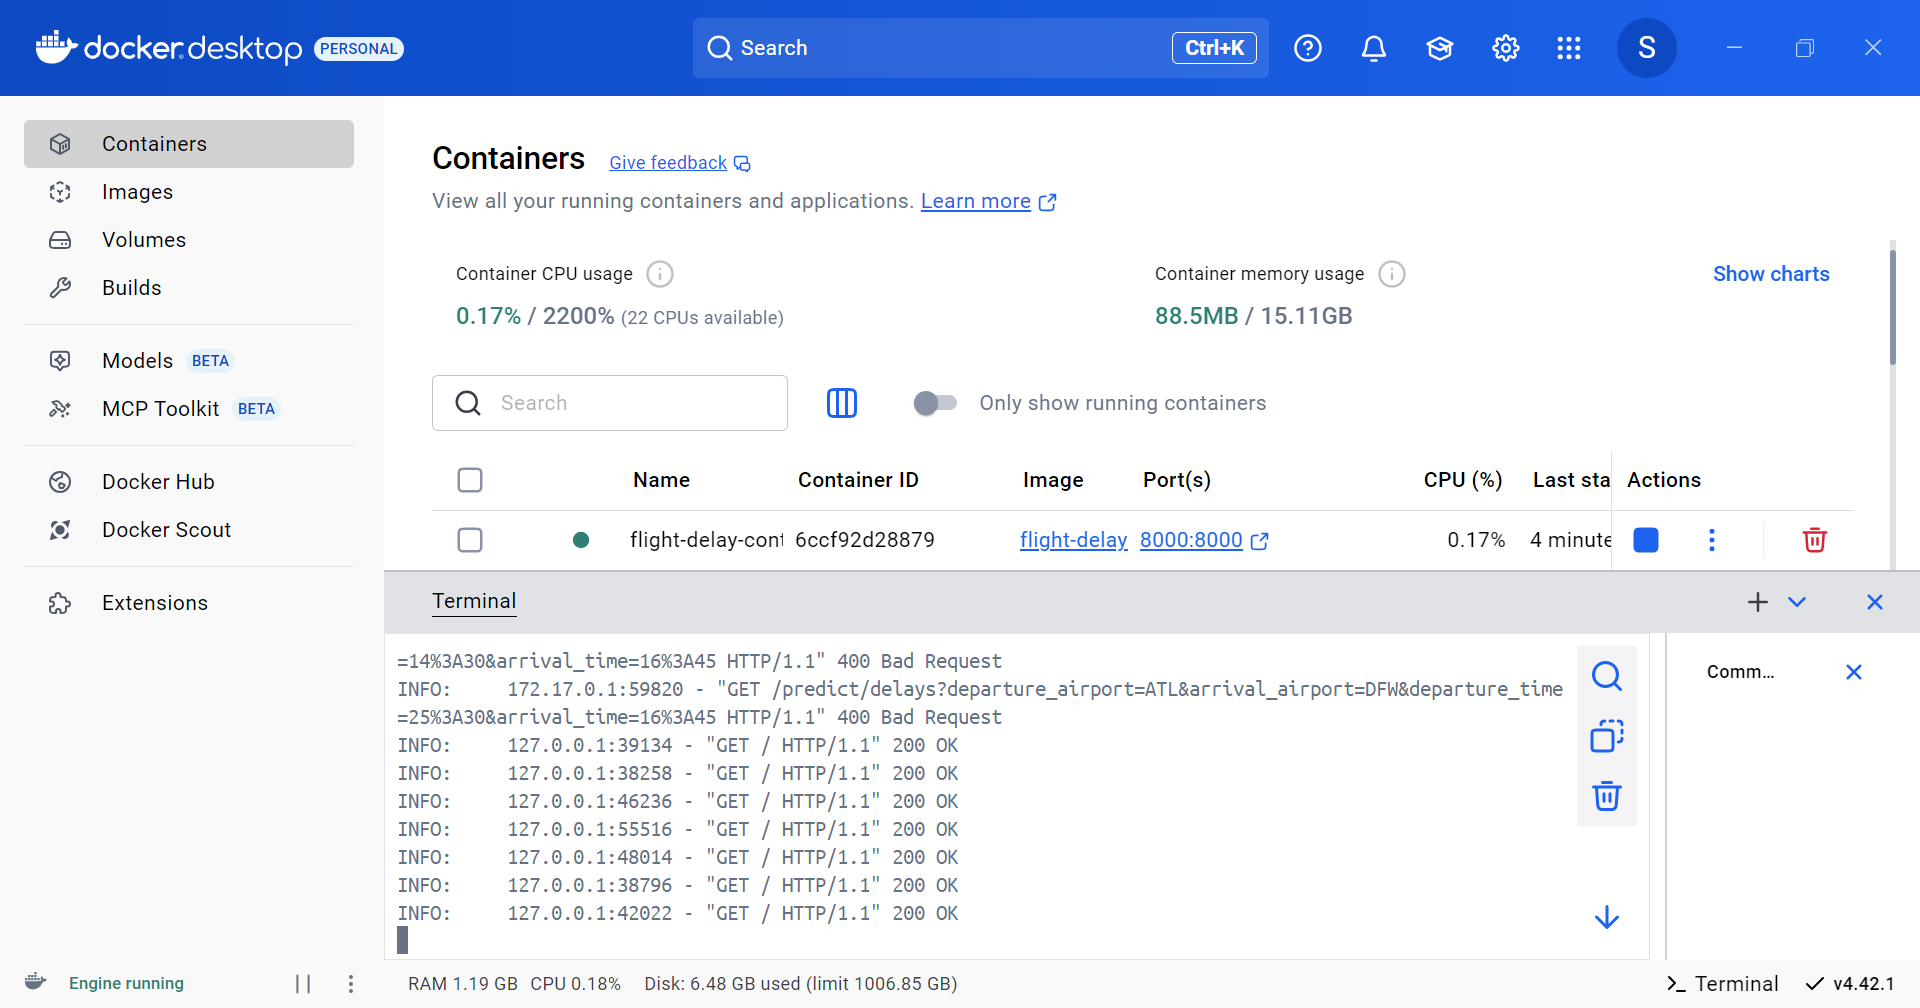 docker.desktop PERSONAL
Search Ctrl+K
S
Containers
Images
Volumes
Builds
Models BETA
MCP Toolkit BETA
Docker Hub
Docker Scout
Extensions
Containers Give feedback
View all your running containers and applications. Learn more
Container CPU usage
0.17% / 2200% (22 CPUs available)
Container memory usage
88.5MB / 15.11GB
Show charts
Search
Only show running containers
Name Container ID Image Port(s) CPU (%) Last sta Actions
flight-delay-cont 6ccf92d28879 flight-delay 8000:8000 0.17% 4 minute
Terminal
=14%3A30&arrival_time=16%3A45 HTTP/1.1" 400 Bad Request
INFO: 172.17.0.1:59820 - "GET /predict/delays?departure_airport=ATL&arrival_airport=DFW&departure_time
=25%3A30&arrival_time=16%3A45 HTTP/1.1" 400 Bad Request
INFO: 127.0.0.1:39134 - "GET / HTTP/1.1" 200 OK
INFO: 127.0.0.1:38258 - "GET / HTTP/1.1" 200 OK
INFO: 127.0.0.1:46236 - "GET / HTTP/1.1" 200 OK
INFO: 127.0.0.1:55516 - "GET / HTTP/1.1" 200 OK
INFO: 127.0.0.1:48014 - "GET / HTTP/1.1" 200 OK
INFO: 127.0.0.1:38796 - "GET / HTTP/1.1" 200 OK
INFO: 127.0.0.1:42022 - "GET / HTTP/1.1" 200 OK
Comm...
Engine running
RAM 1.19 GB CPU 0.18% Disk: 6.48 GB used (limit 1006.85 GB)
Terminal
v4.42.1